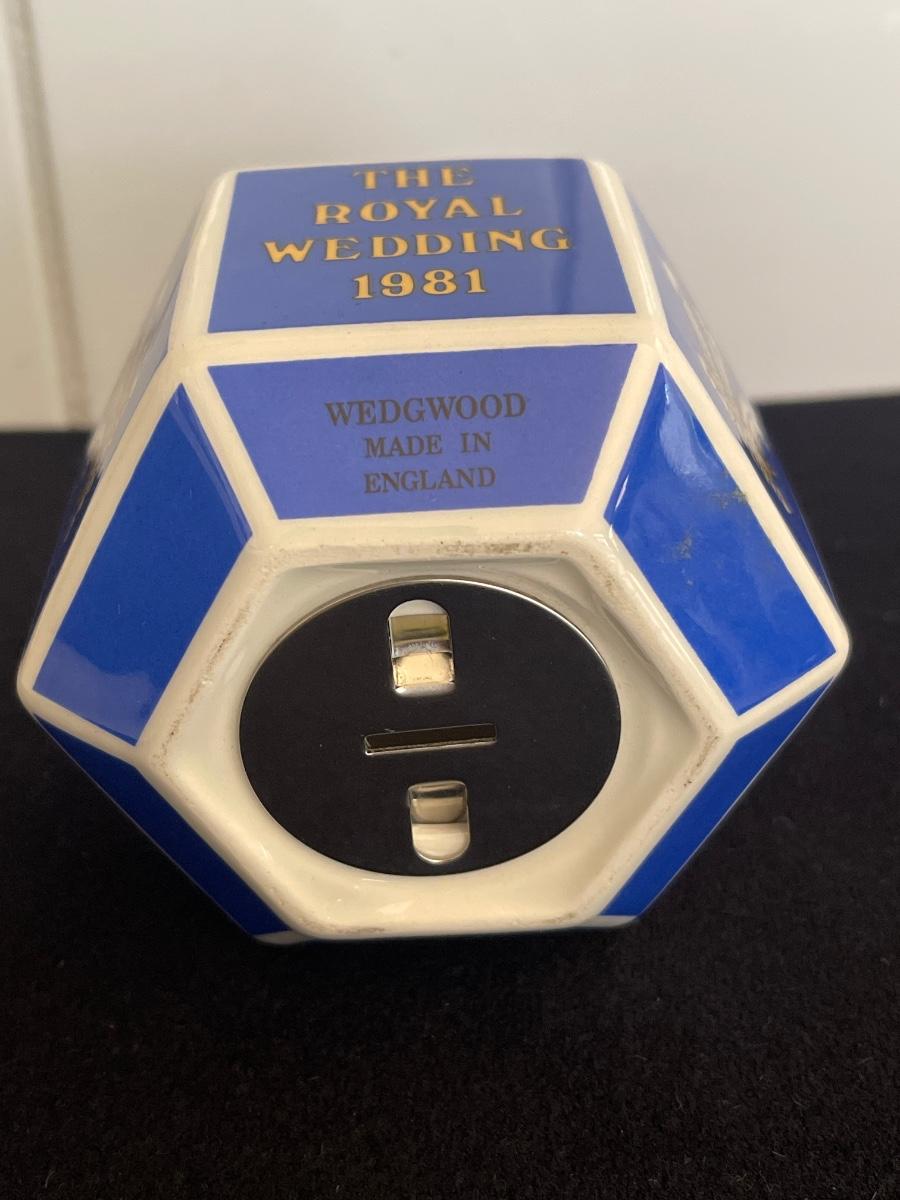 THE
ROYAL
WEDDING
1981
WEDGWOOD
MADE IN
ENGLAND